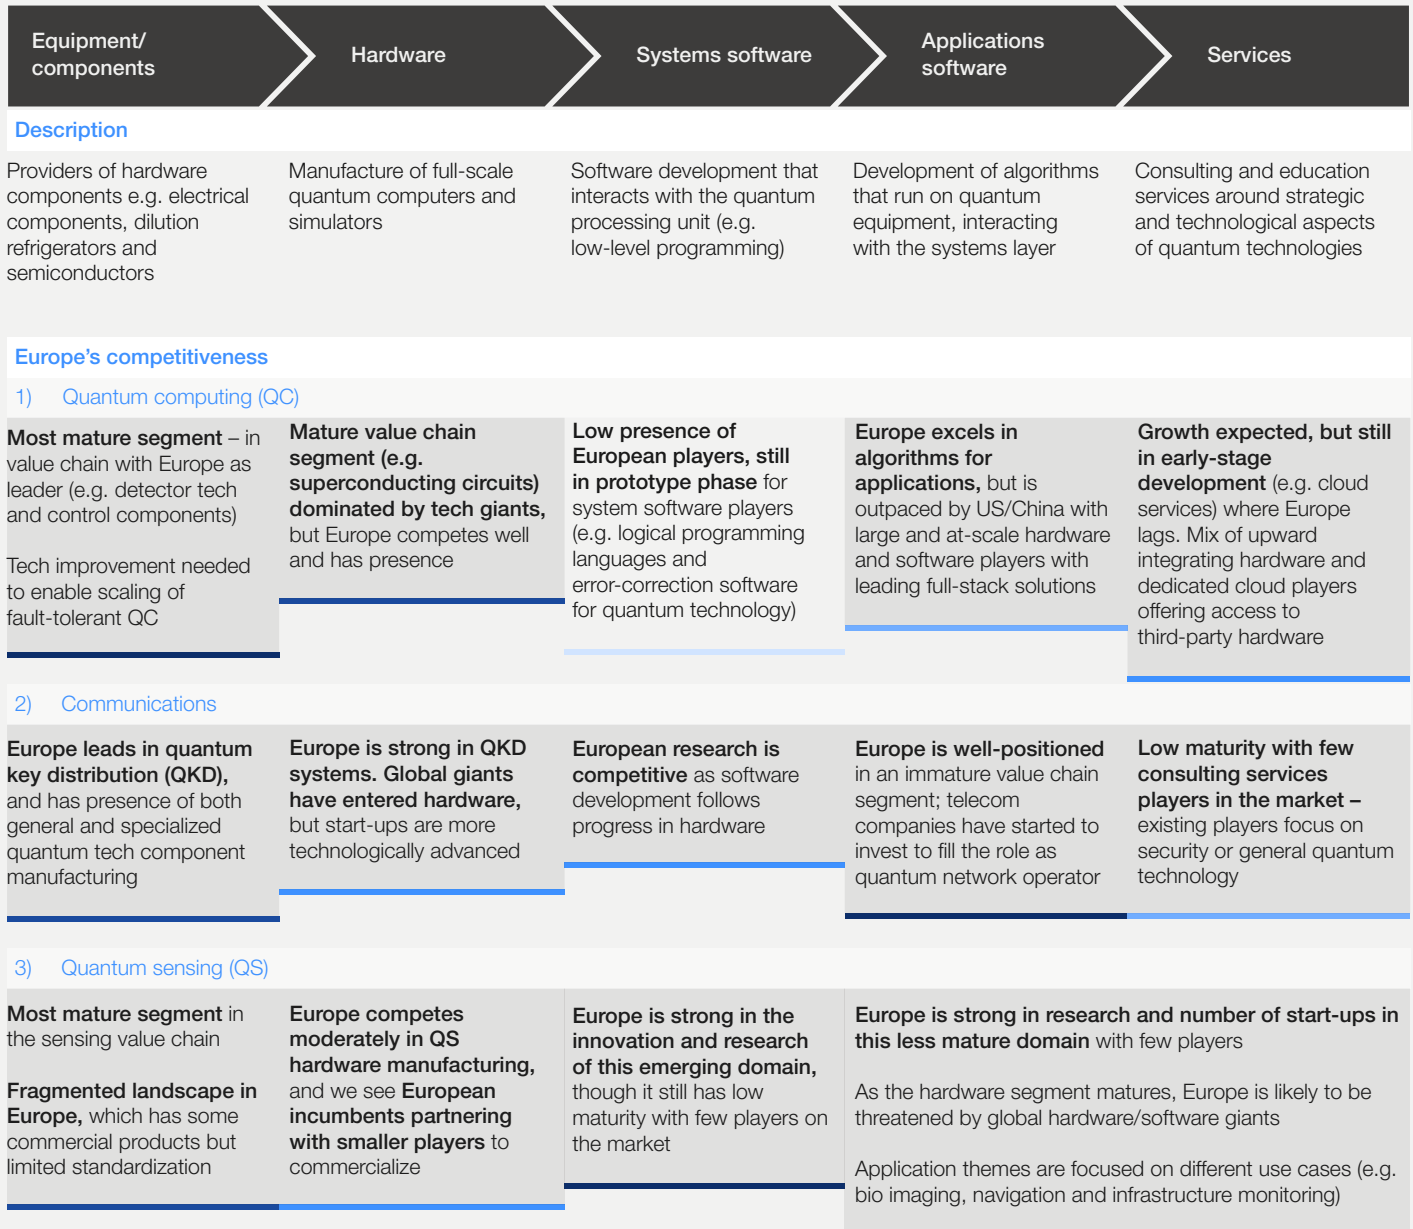 Equipment/
components
Hardware
Systems software
Applications
software
Services
Description
Providers of hardware
components e.g. electrical
components, dilution
refrigerators and
semiconductors
Manufacture of full-scale
quantum computers and
simulators
Software development that
interacts with the quantum
processing unit (e.g.
low-level programming)
Development of algorithms
that run on quantum
equipment, interacting
with the systems layer
Consulting and education
services around strategic
and technological aspects
of quantum technologies
Europe’s competitiveness
1) Quantum computing (QC)
Most mature segment – in
value chain with Europe as
leader (e.g. detector tech
and control components)
Tech improvement needed
to enable scaling of
fault-tolerant QC
Mature value chain
segment (e.g.
superconducting circuits)
dominated by tech giants,
but Europe competes well
and has presence
Low presence of
European players, still
in prototype phase for
system software players
(e.g. logical programming
languages and
error-correction software
for quantum technology)
Europe excels in
algorithms for
applications, but is
outpaced by US/China with
large and at-scale hardware
and software players with
leading full-stack solutions
Growth expected, but still
in early-stage
development (e.g. cloud
services) where Europe
lags. Mix of upward
integrating hardware and
dedicated cloud players
offering access to
third-party hardware
2) Communications
Europe leads in quantum
key distribution (QKD),
and has presence of both
general and specialized
quantum tech component
manufacturing
Europe is strong in QKD
systems. Global giants
have entered hardware,
but start-ups are more
technologically advanced
European research is
competitive as software
development follows
progress in hardware
Europe is well-positioned
in an immature value chain
segment; telecom
companies have started to
invest to fill the role as
quantum network operator
Low maturity with few
consulting services
players in the market –
existing players focus on
security or general quantum
technology
3) Quantum sensing (QS)
Most mature segment in
the sensing value chain
Fragmented landscape in
Europe, which has some
commercial products but
limited standardization
Europe competes
moderately in QS
hardware manufacturing,
and we see European
incumbents partnering
with smaller players to
commercialize
Europe is strong in the
innovation and research
of this emerging domain,
though it still has low
maturity with few players on
the market
Europe is strong in research and number of start-ups in
this less mature domain with few players
As the hardware segment matures, Europe is likely to be
threatened by global hardware/software giants
Application themes are focused on different use cases (e.g.
bio imaging, navigation and infrastructure monitoring)